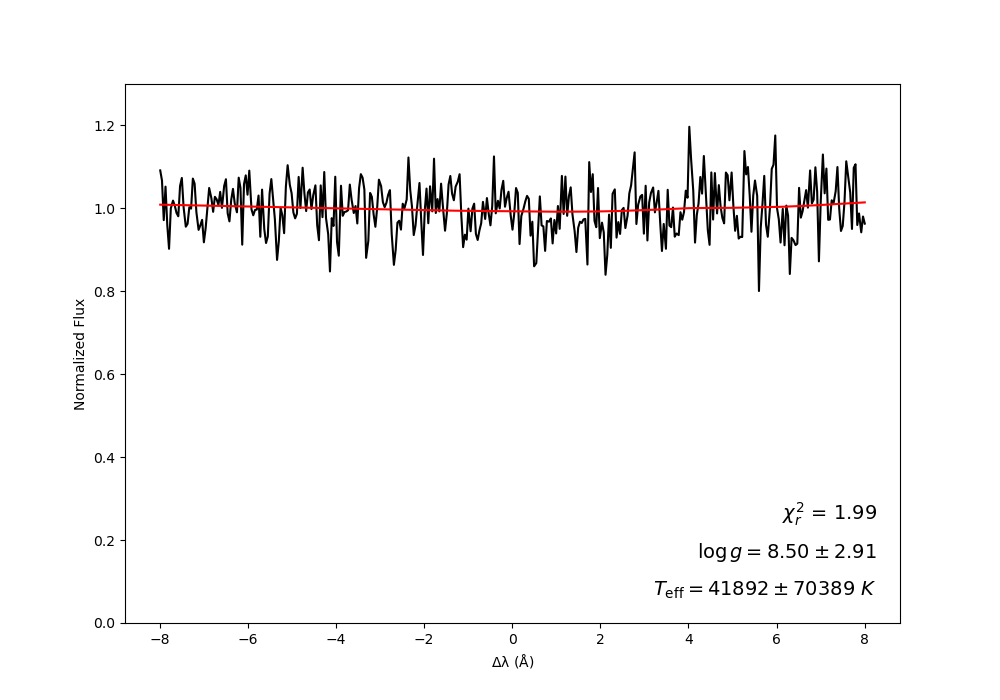 1.2
1.0
0.8
0.6
0.4
0.2
0.0
Normalized Flux
χ²ᵣ = 1.99
log g = 8.50 ± 2.91
T_eff = 41892 ± 70389 K
−8 −6 −4 −2 0 2 4 6 8
Δλ (Å)